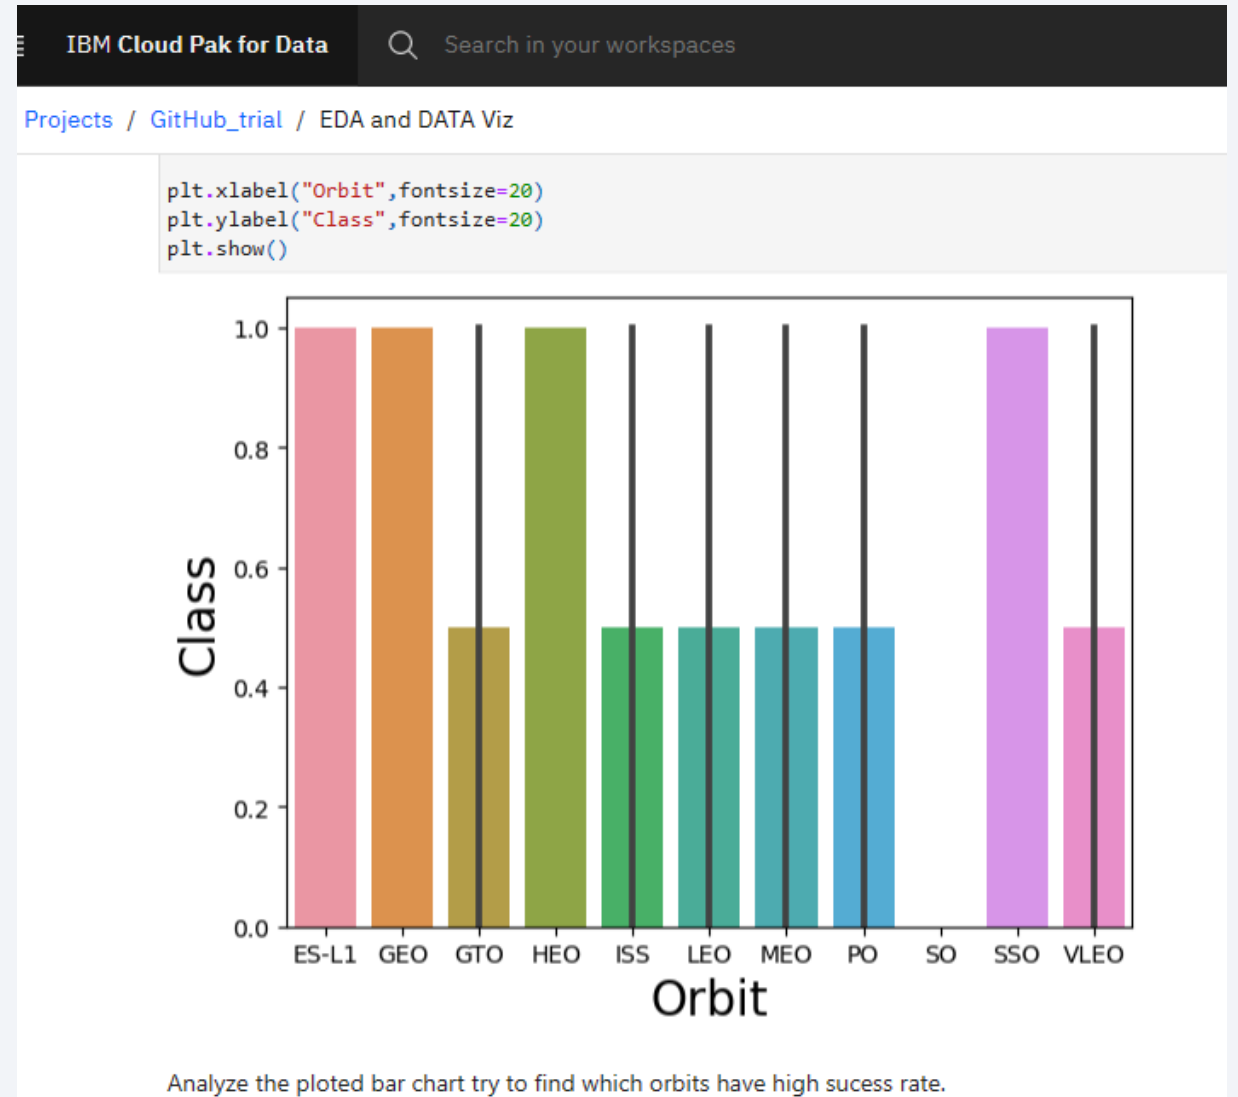 IBM Cloud Pak for Data
Search in your workspaces
Projects / GitHub_trial / EDA and DATA Viz
plt.xlabel("Orbit",fontsize=20)
plt.ylabel("Class",fontsize=20)
plt.show()
1.0
0.8
0.6
0.4
0.2
0.0
Class
ES-L1 GEO GTO HEO ISS LEO MEO PO SO SSO VLEO
Orbit
Analyze the ploted bar chart try to find which orbits have high sucess rate.